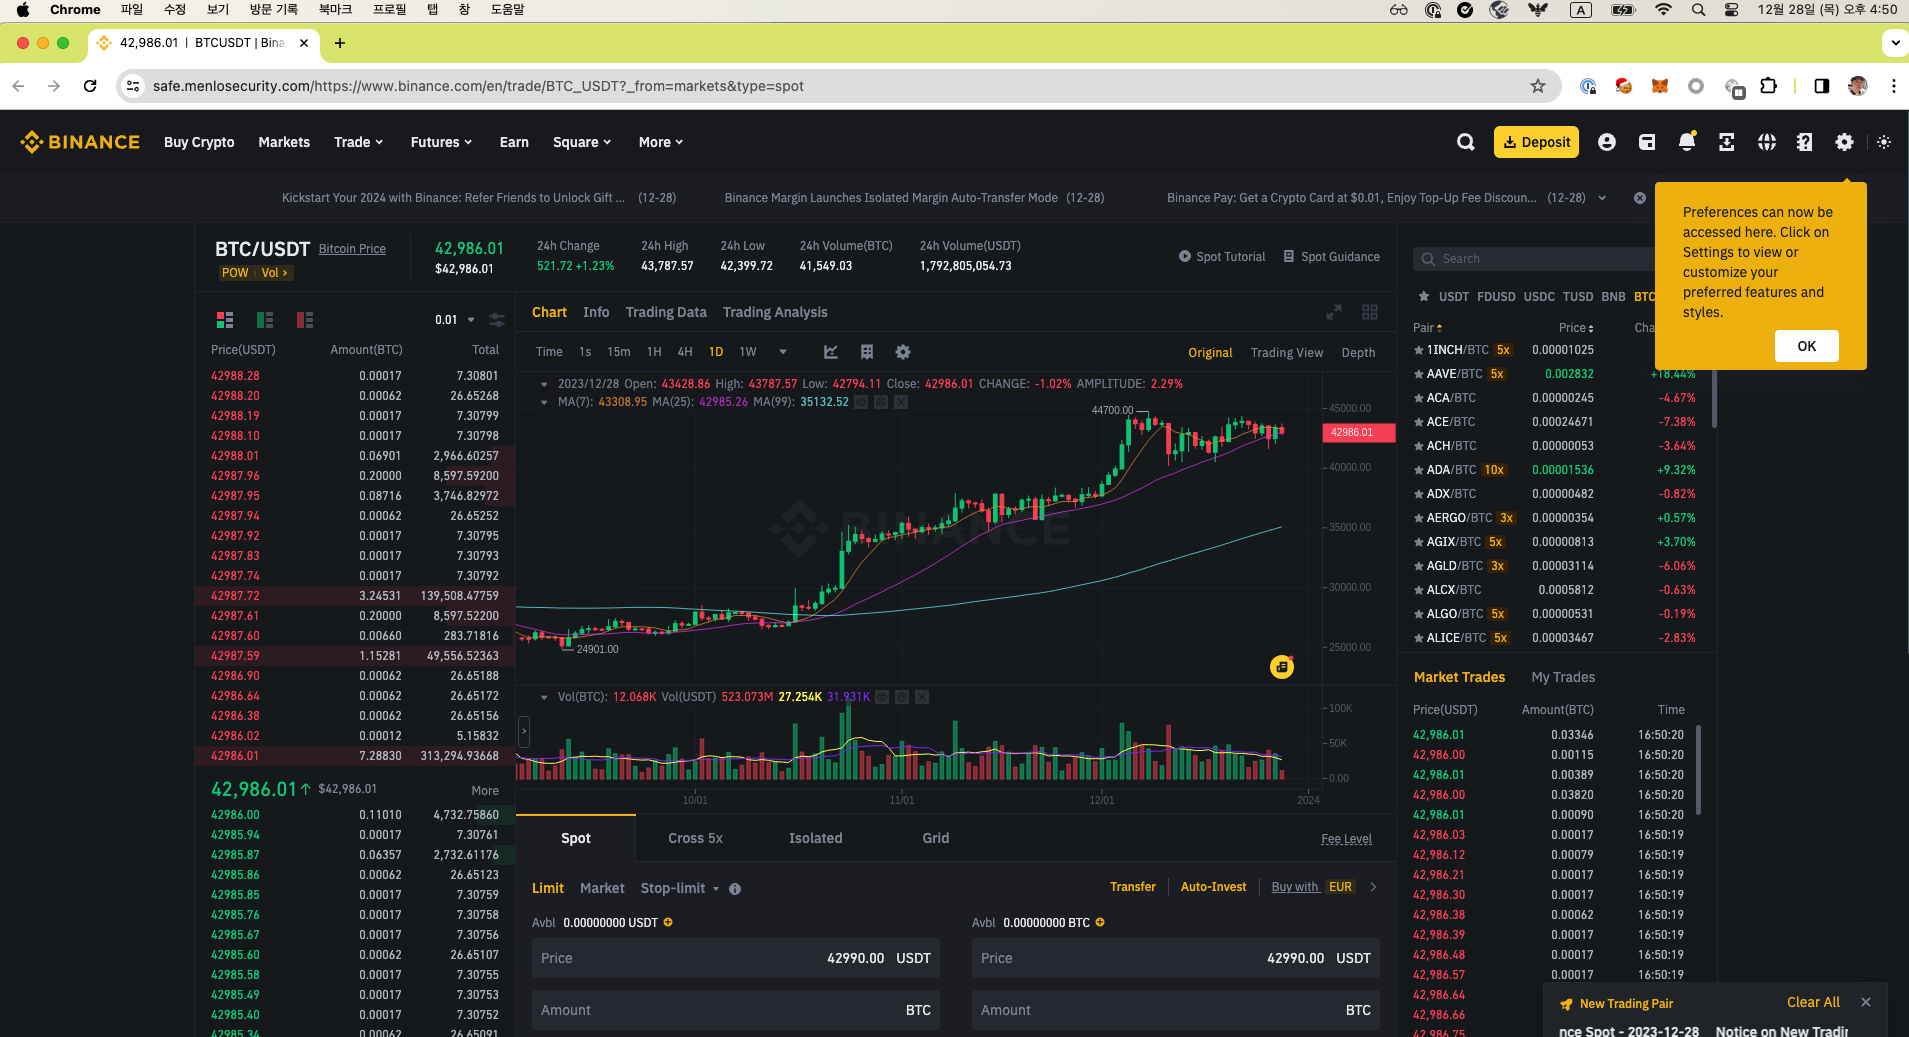 Chrome 파일 수정 보기 방문 기록 북마크 프로필 탭 창 도움말 A 12월 28일 (목) 오후 4:50
42,986.01 | BTCUSDT | Bina
safe.menlosecurity.com/https://www.binance.com/en/trade/BTC_USDT?_from=markets&type=spot
BINANCE Buy Crypto Markets Trade Futures Earn Square More Deposit
Kickstart Your 2024 with Binance: Refer Friends to Unlock Gift ... (12-28) Binance Margin Launches Isolated Margin Auto-Transfer Mode (12-28) Binance Pay: Get a Crypto Card at $0.01, Enjoy Top-Up Fee Discoun... (12-28)
Preferences can now be
accessed here. Click on
Settings to view or
customize your
preferred features and
styles.
OK
BTC/USDT Bitcoin Price
POW Vol
42,986.01
$42,986.01
24h Change
521.72 +1.23%
24h High
43,787.57
24h Low
42,399.72
24h Volume(BTC)
41,549.03
24h Volume(USDT)
1,792,805,054.73
Spot Tutorial Spot Guidance
0.01
Price(USDT) Amount(BTC) Total
42988.28 0.00017 7.30801
42988.20 0.00062 26.65268
42988.19 0.00017 7.30799
42988.10 0.00017 7.30798
42988.01 0.06901 2,966.60257
42987.96 0.20000 8,597.59200
42987.95 0.08716 3,746.82972
42987.94 0.00062 26.65252
42987.92 0.00017 7.30795
42987.83 0.00017 7.30793
42987.74 0.00017 7.30792
42987.72 3.24531 139,508.47759
42987.61 0.20000 8,597.52200
42987.60 0.00660 283.71816
42987.59 1.15281 49,556.52363
42986.90 0.00062 26.65188
42986.64 0.00062 26.65172
42986.38 0.00062 26.65156
42986.02 0.00012 5.15832
42986.01 7.28830 313,294.93668
42,986.01 $42,986.01 More
42986.00 0.11010 4,732.75860
42985.94 0.00017 7.30761
42985.87 0.06357 2,732.61176
42985.86 0.00062 26.65123
42985.85 0.00017 7.30759
42985.76 0.00017 7.30758
42985.67 0.00017 7.30756
42985.60 0.00062 26.65107
42985.58 0.00017 7.30755
42985.49 0.00017 7.30753
42985.40 0.00017 7.30752
42985.34 0.00062 26.65091
Chart Info Trading Data Trading Analysis
Time 1s 15m 1H 4H 1D 1W Original Trading View Depth
2023/12/28 Open: 43428.86 High: 43787.57 Low: 42794.11 Close: 42986.01 CHANGE: -1.02% AMPLITUDE: 2.29%
MA(7): 43308.95 MA(25): 42985.26 MA(99): 35132.52
44700.00
45000.00
42986.01
40000.00
35000.00
BINANCE
30000.00
25000.00
24901.00
Vol(BTC): 12.068K Vol(USDT) 523.073M 27.254K 31.931K
100K
50K
0.00
10/01 11/01 12/01 2024
Spot Cross 5x Isolated Grid Fee Level
Limit Market Stop-limit Transfer Auto-Invest Buy with EUR
Avbl 0.00000000 USDT Avbl 0.00000000 BTC
Price 42990.00 USDT Price 42990.00 USDT
Amount BTC Amount BTC
Search
USDT FDUSD USDC TUSD BNB BTC
Pair Price Cha
1INCH/BTC 5x 0.00001025
AAVE/BTC 5x 0.002832 +18.44%
ACA/BTC 0.00000245 -4.67%
ACE/BTC 0.00024671 -7.38%
ACH/BTC 0.00000053 -3.64%
ADA/BTC 10x 0.00001536 +9.32%
ADX/BTC 0.00000482 -0.82%
AERGO/BTC 3x 0.00000354 +0.57%
AGIX/BTC 5x 0.00000813 +3.70%
AGLD/BTC 3x 0.00003114 -6.06%
ALCX/BTC 0.0005812 -0.63%
ALGO/BTC 5x 0.00000531 -0.19%
ALICE/BTC 5x 0.00003467 -2.83%
Market Trades My Trades
Price(USDT) Amount(BTC) Time
42,986.01 0.03346 16:50:20
42,986.00 0.00115 16:50:20
42,986.01 0.00389 16:50:20
42,986.00 0.03820 16:50:20
42,986.01 0.00090 16:50:20
42,986.03 0.00017 16:50:19
42,986.12 0.00079 16:50:19
42,986.21 0.00017 16:50:19
42,986.30 0.00017 16:50:19
42,986.38 0.00062 16:50:19
42,986.39 0.00017 16:50:19
42,986.48 0.00017 16:50:19
42,986.57 0.00017 16:50:19
42,986.64
42,986.66
42,986.75
New Trading Pair Clear All
nce Spot - 2023-12-28 Notice on New Tradin